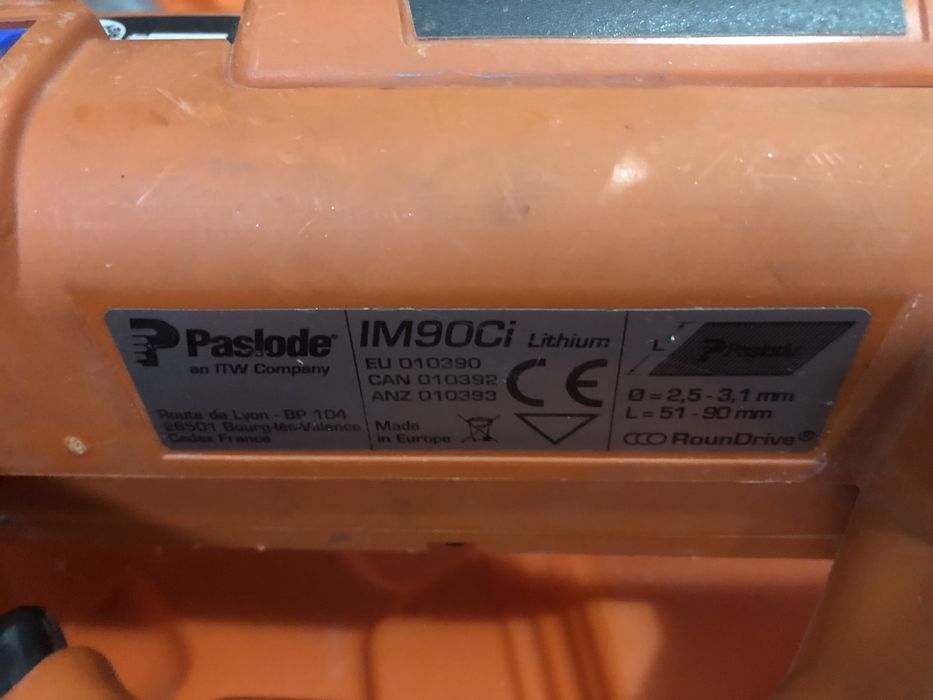 Paslode®
an ITW Company
Route de Lyon - BP 104
26501 Bourg-lès-Valence
Cedex France
IM90Ci Lithium
EU 010390
CAN 010392
ANZ 010393
CE
Made
in Europe
L
Paslode
Ø = 2,5 - 3,1 mm
L = 51 - 90 mm
RounDrive®